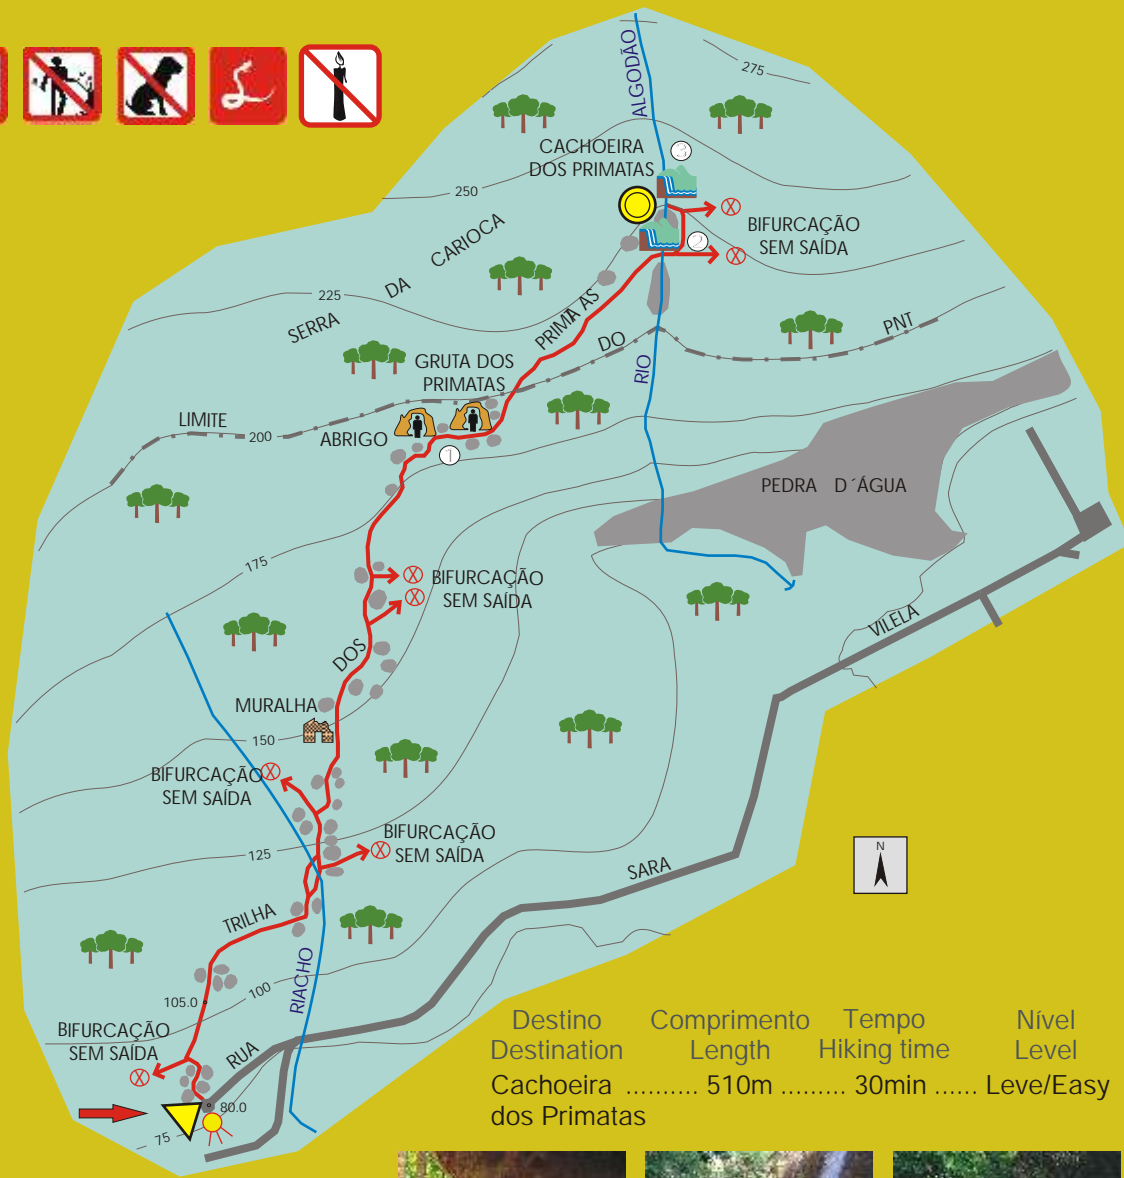 275
ALGODÃO
CACHOEIRA
DOS PRIMATAS
3
250
BIFURCAÇÃO
SEM SAÍDA
2
SERRA DA CARIOCA
225
PRIMATAS
DO
PNT
RIO
GRUTA DOS
PRIMATAS
LIMITE
200
ABRIGO
1
PEDRA D´ÁGUA
175
BIFURCAÇÃO
SEM SAÍDA
VILELA
DOS
MURALHA
150
BIFURCAÇÃO
SEM SAÍDA
BIFURCAÇÃO
SEM SAÍDA
125
SARA
N
TRILHA
RIACHO
100
105.0
BIFURCAÇÃO
SEM SAÍDA
RUA
80.0
75
Destino Comprimento Tempo Nível
Destination Length Hiking time Level
Cachoeira .......... 510m ......... 30min ...... Leve/Easy
dos Primatas